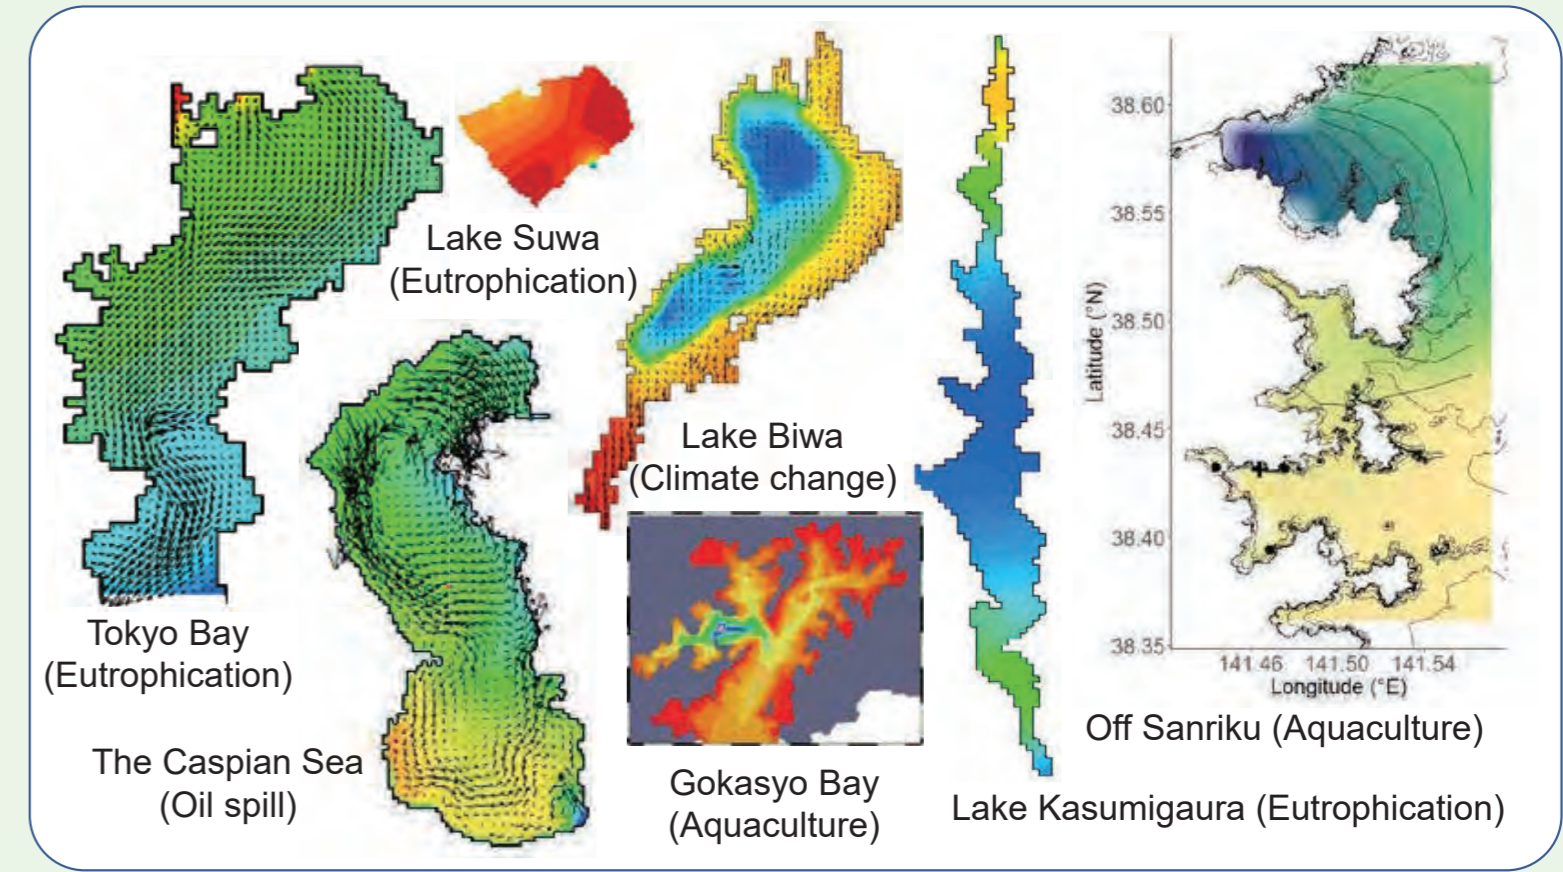 Lake Suwa
(Eutrophication)
Lake Biwa
(Climate change)
Tokyo Bay
(Eutrophication)
The Caspian Sea
(Oil spill)
Gokasyo Bay
(Aquaculture)
38.60
38.55
38.50
38.45
38.40
38.35
Latitude (°N)
141.46 141.50 141.54
Longitude (°E)
Off Sanriku (Aquaculture)
Lake Kasumigaura (Eutrophication)